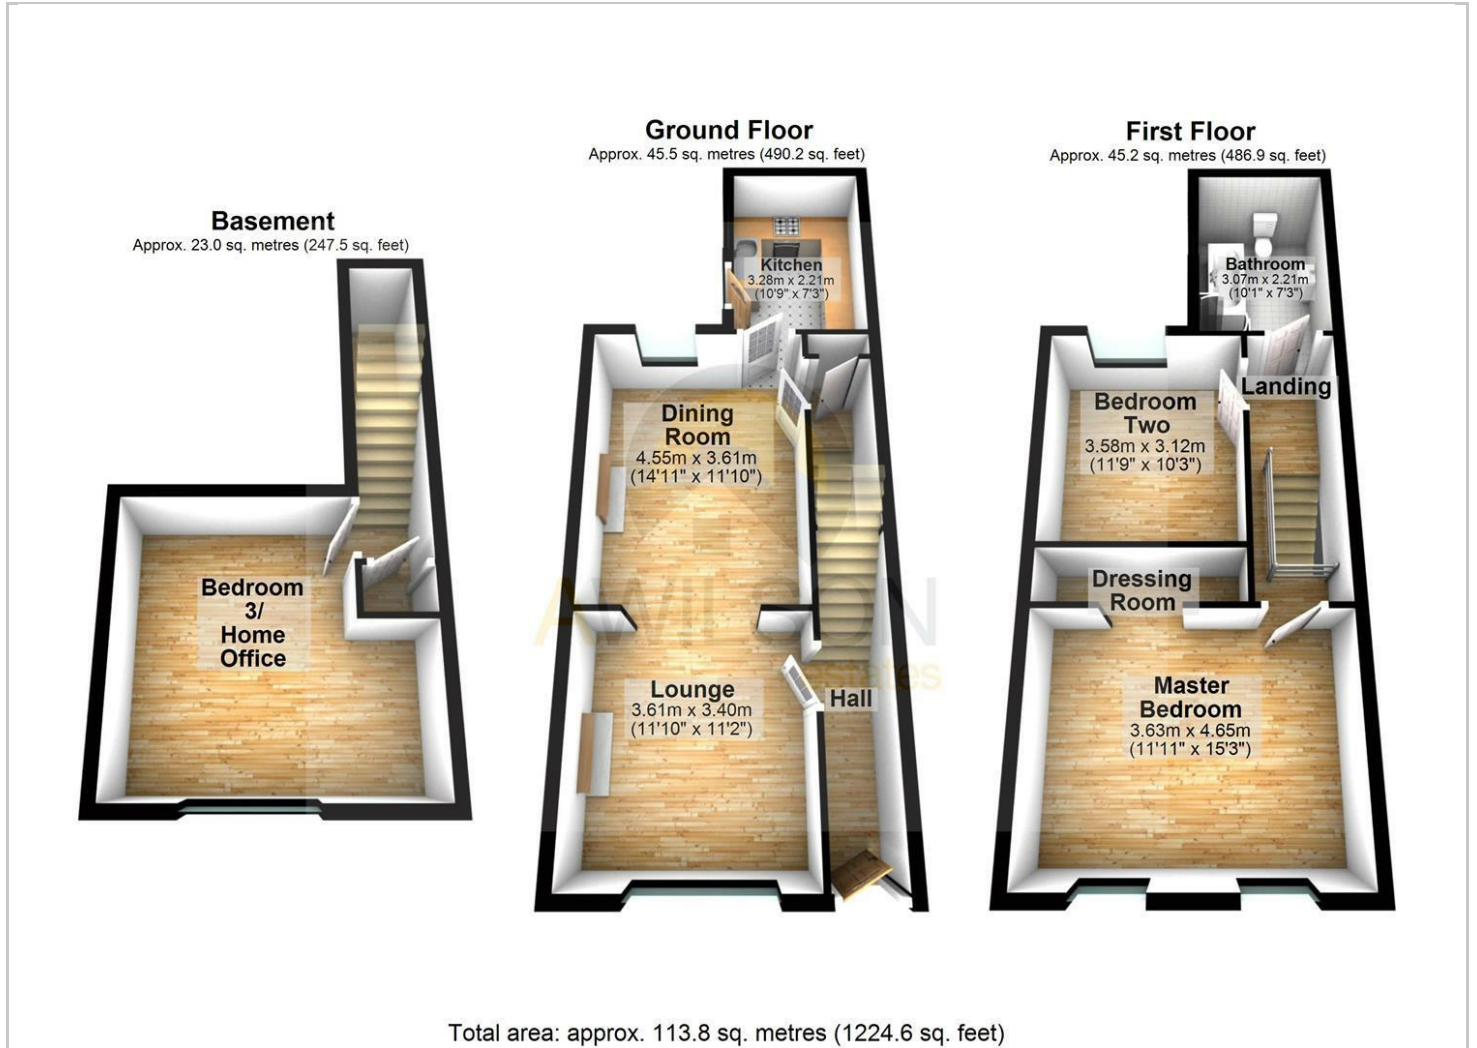 Ground Floor
Approx. 45.5 sq. metres (490.2 sq. feet)
First Floor
Approx. 45.2 sq. metres (486.9 sq. feet)
Basement
Approx. 23.0 sq. metres (247.5 sq. feet)
Kitchen
3.28m x 2.21m
(10'9" x 7'3")
Bathroom
3.07m x 2.21m
(10'1" x 7'3")
Dining
Room
4.55m x 3.61m
(14'11" x 11'10")
Landing
Bedroom
Two
3.58m x 3.12m
(11'9" x 10'3")
Bedroom
3/
Home
Office
Dressing
Room
AWILSON
estates
Lounge
3.61m x 3.40m
(11'10" x 11'2")
Hall
Master
Bedroom
3.63m x 4.65m
(11'11" x 15'3")
Total area: approx. 113.8 sq. metres (1224.6 sq. feet)